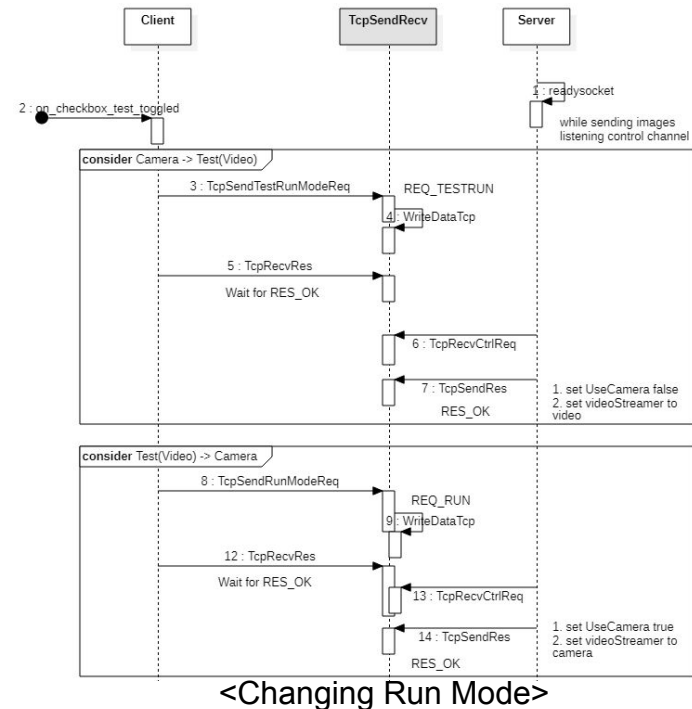 Client
TcpSendRecv
Server
1 : readysocket
2 : on_checkbox_test_toggled
while sending images
listening control channel
consider Camera -> Test(Video)
3 : TcpSendTestRunModeReq
REQ_TESTRUN
4 : WriteDataTcp
5 : TcpRecvRes
Wait for RES_OK
6 : TcpRecvCtrlReq
7 : TcpSendRes
RES_OK
1. set UseCamera false
2. set videoStreamer to
video
consider Test(Video) -> Camera
8 : TcpSendRunModeReq
REQ_RUN
9 : WriteDataTcp
12 : TcpRecvRes
Wait for RES_OK
13 : TcpRecvCtrlReq
14 : TcpSendRes
RES_OK
1. set UseCamera true
2. set videoStreamer to
camera
<Changing Run Mode>